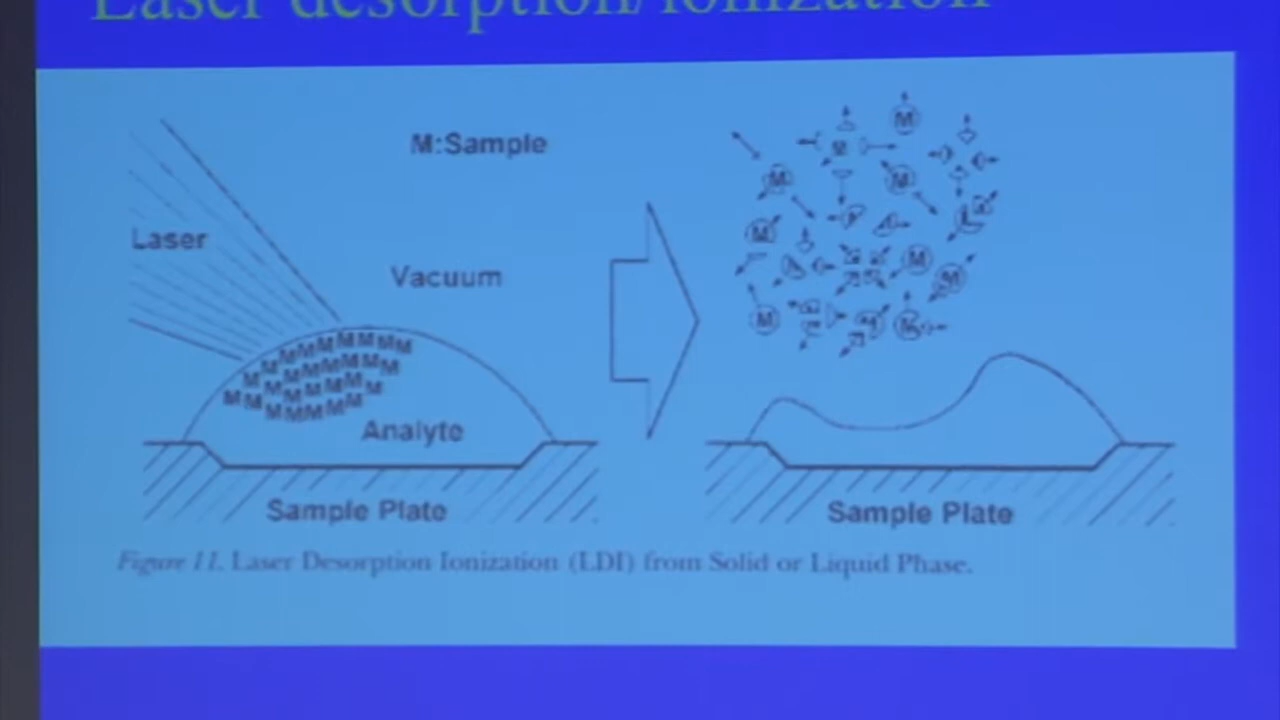 Laser desorption/ionization
M:Sample
Laser
Vacuum
M M M M M M M
M M M M M M M
M M M M M M
M M M M M
Analyte
Sample Plate
M
M
M
M
M
M
M
M
Sample Plate
Figure 11. Laser Desorption Ionization (LDI) from Solid or Liquid Phase.